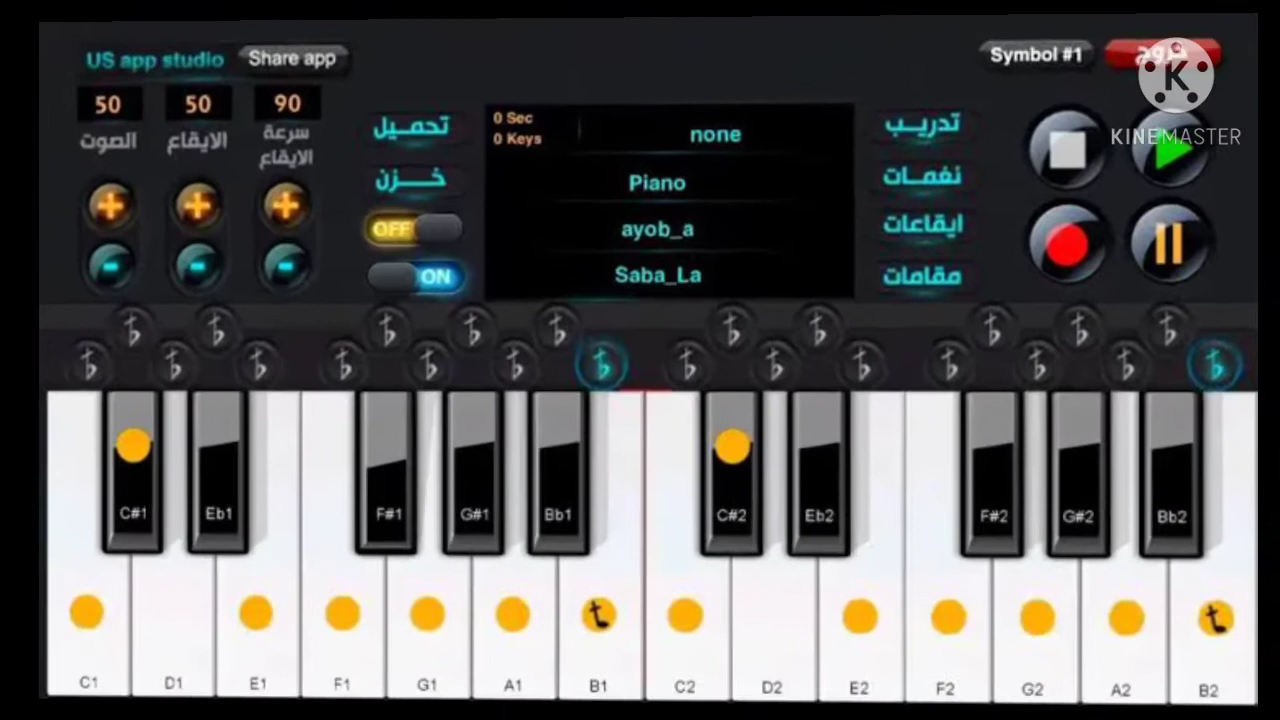 US app studio
Share app
Symbol #1
خروج
KINEMASTER
50
50
90
الصوت
الايقاع
سرعة
الايقاع
تحميل
خزن
OFF
ON
0 Sec
0 Keys
none
Piano
ayob_a
Saba_La
تدريب
نغمات
ايقاعات
مقامات
C#1
Eb1
F#1
G#1
Bb1
C#2
Eb2
F#2
G#2
Bb2
C1
D1
E1
F1
G1
A1
B1
C2
D2
E2
F2
G2
A2
B2